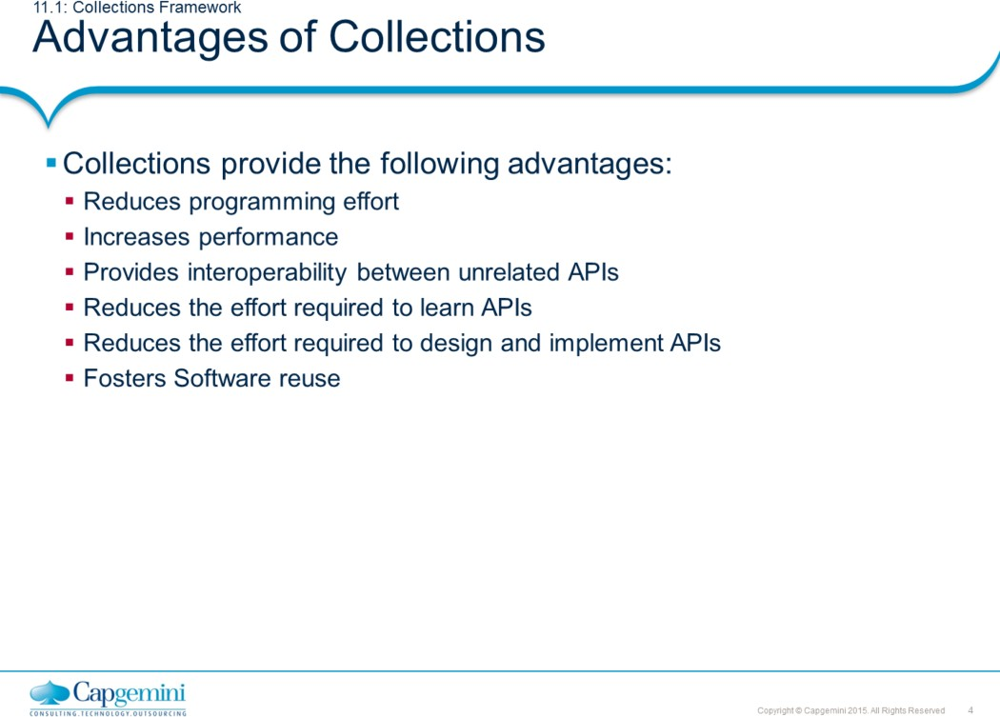 11.1: Collections Framework
Advantages of Collections
Collections provide the following advantages:
Reduces programming effort
Increases performance
Provides interoperability between unrelated APIs
Reduces the effort required to learn APIs
Reduces the effort required to design and implement APIs
Fosters Software reuse
Capgemini
CONSULTING.TECHNOLOGY.OUTSOURCING
Copyright © Capgemini 2015. All Rights Reserved 4